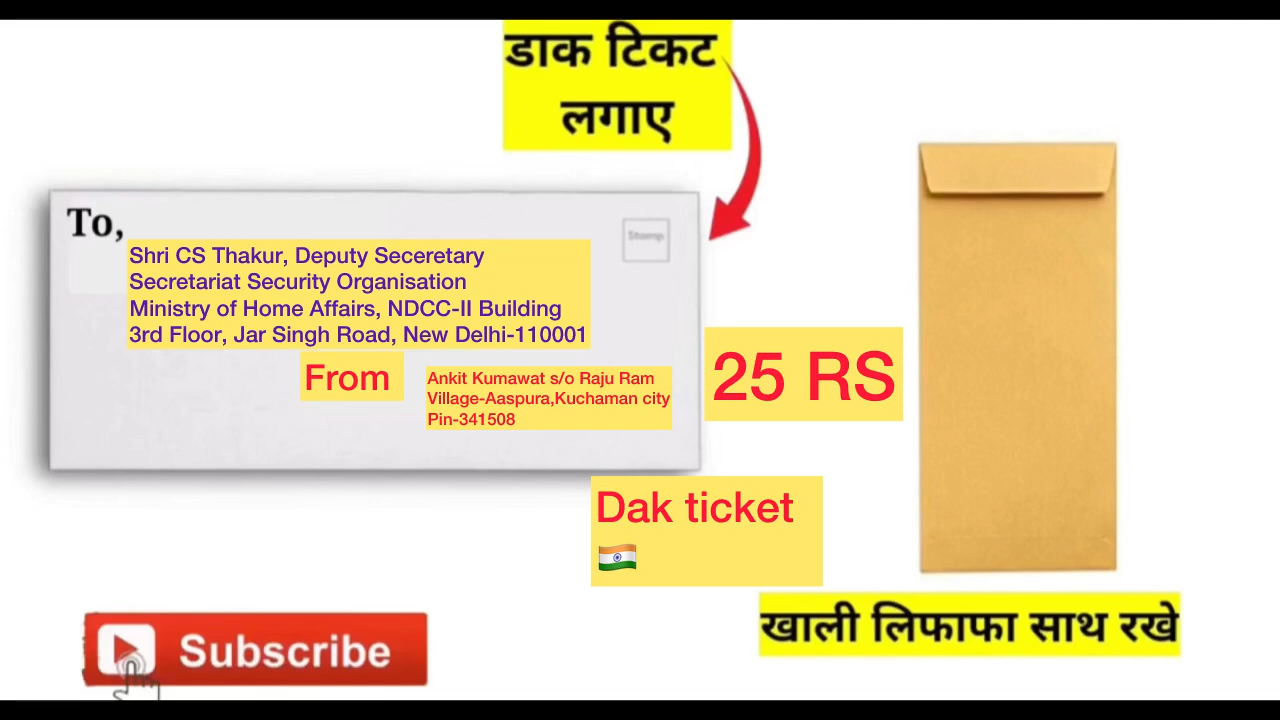 डाक टिकट
लगाए
To,
Stamp
Shri CS Thakur, Deputy Seceretary
Secretariat Security Organisation
Ministry of Home Affairs, NDCC-II Building
3rd Floor, Jar Singh Road, New Delhi-110001
From
Ankit Kumawat s/o Raju Ram
Village-Aaspura,Kuchaman city
Pin-341508
25 RS
Dak ticket
खाली लिफाफा साथ रखे
Subscribe